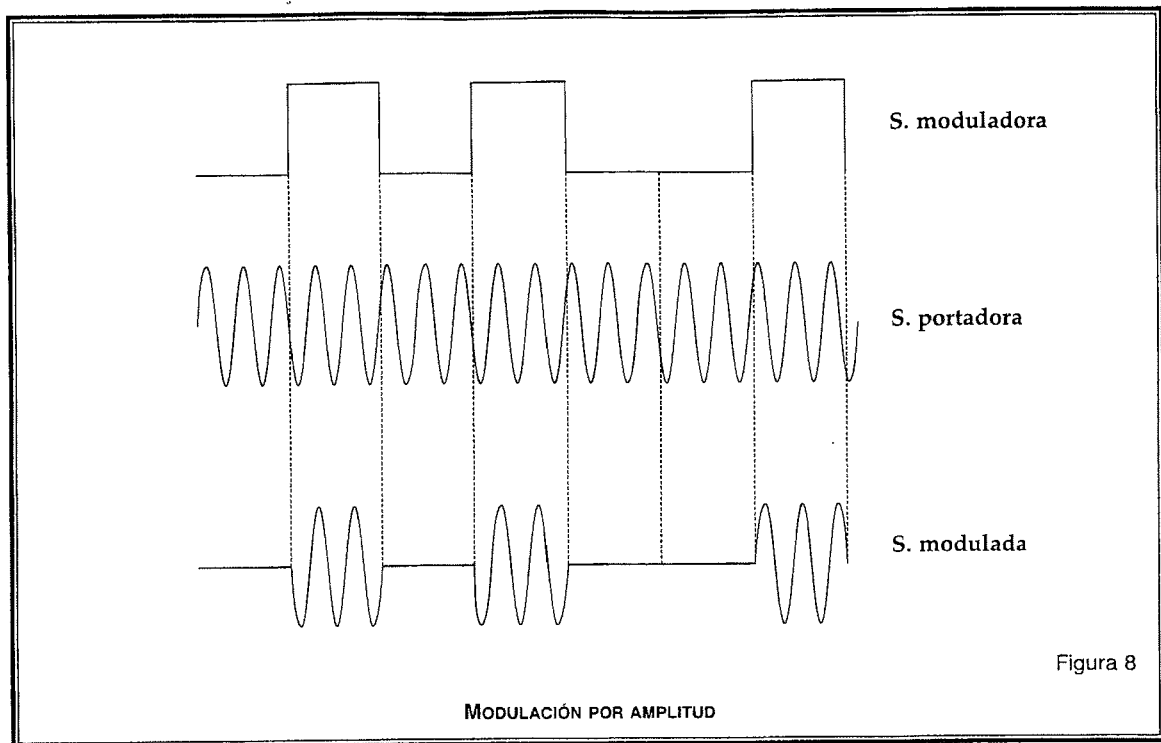 S. moduladora
S. portadora
S. modulada
Figura 8
MODULACIÓN POR AMPLITUD